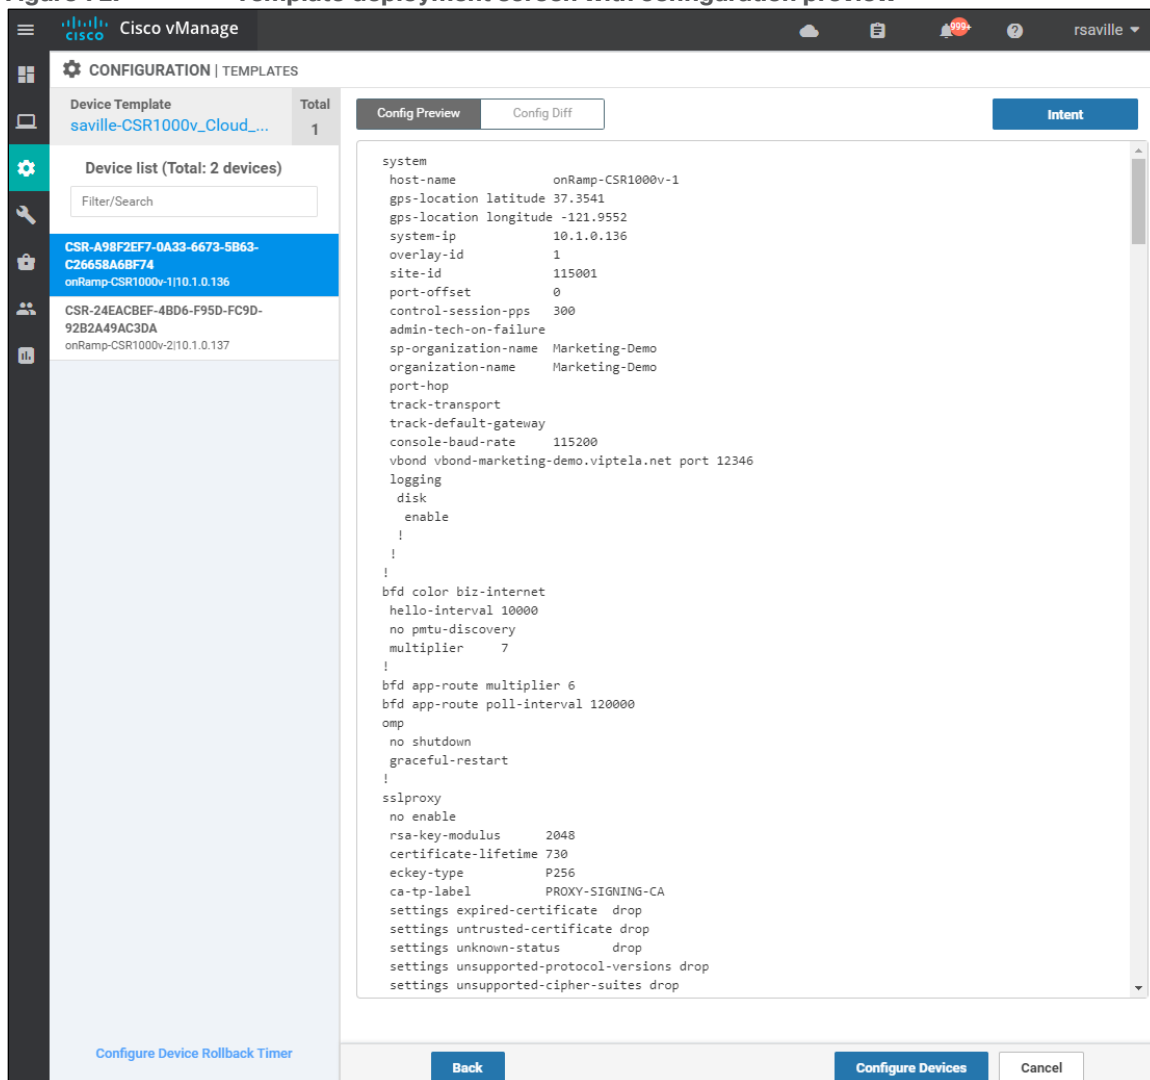 Cisco vManage
cisco
999+
rsaville
CONFIGURATION | TEMPLATES
Device Template
saville-CSR1000v_Cloud_...
Total
1
Device list (Total: 2 devices)
Filter/Search
CSR-A98F2EF7-0A33-6673-5B63-
C26658A6BF74
onRamp-CSR1000v-1|10.1.0.136
CSR-24EACBEF-4BD6-F95D-FC9D-
92B2A49AC3DA
onRamp-CSR1000v-2|10.1.0.137
Configure Device Rollback Timer
Config Preview
Config Diff
Intent
system
host-name onRamp-CSR1000v-1
gps-location latitude 37.3541
gps-location longitude -121.9552
system-ip 10.1.0.136
overlay-id 1
site-id 115001
port-offset 0
control-session-pps 300
admin-tech-on-failure
sp-organization-name Marketing-Demo
organization-name Marketing-Demo
port-hop
track-transport
track-default-gateway
console-baud-rate 115200
vbond vbond-marketing-demo.viptela.net port 12346
logging
disk
enable
!
!
!
bfd color biz-internet
hello-interval 10000
no pmtu-discovery
multiplier 7
!
bfd app-route multiplier 6
bfd app-route poll-interval 120000
omp
no shutdown
graceful-restart
!
sslproxy
no enable
rsa-key-modulus 2048
certificate-lifetime 730
eckey-type P256
ca-tp-label PROXY-SIGNING-CA
settings expired-certificate drop
settings untrusted-certificate drop
settings unknown-status drop
settings unsupported-protocol-versions drop
settings unsupported-cipher-suites drop
Back
Configure Devices
Cancel